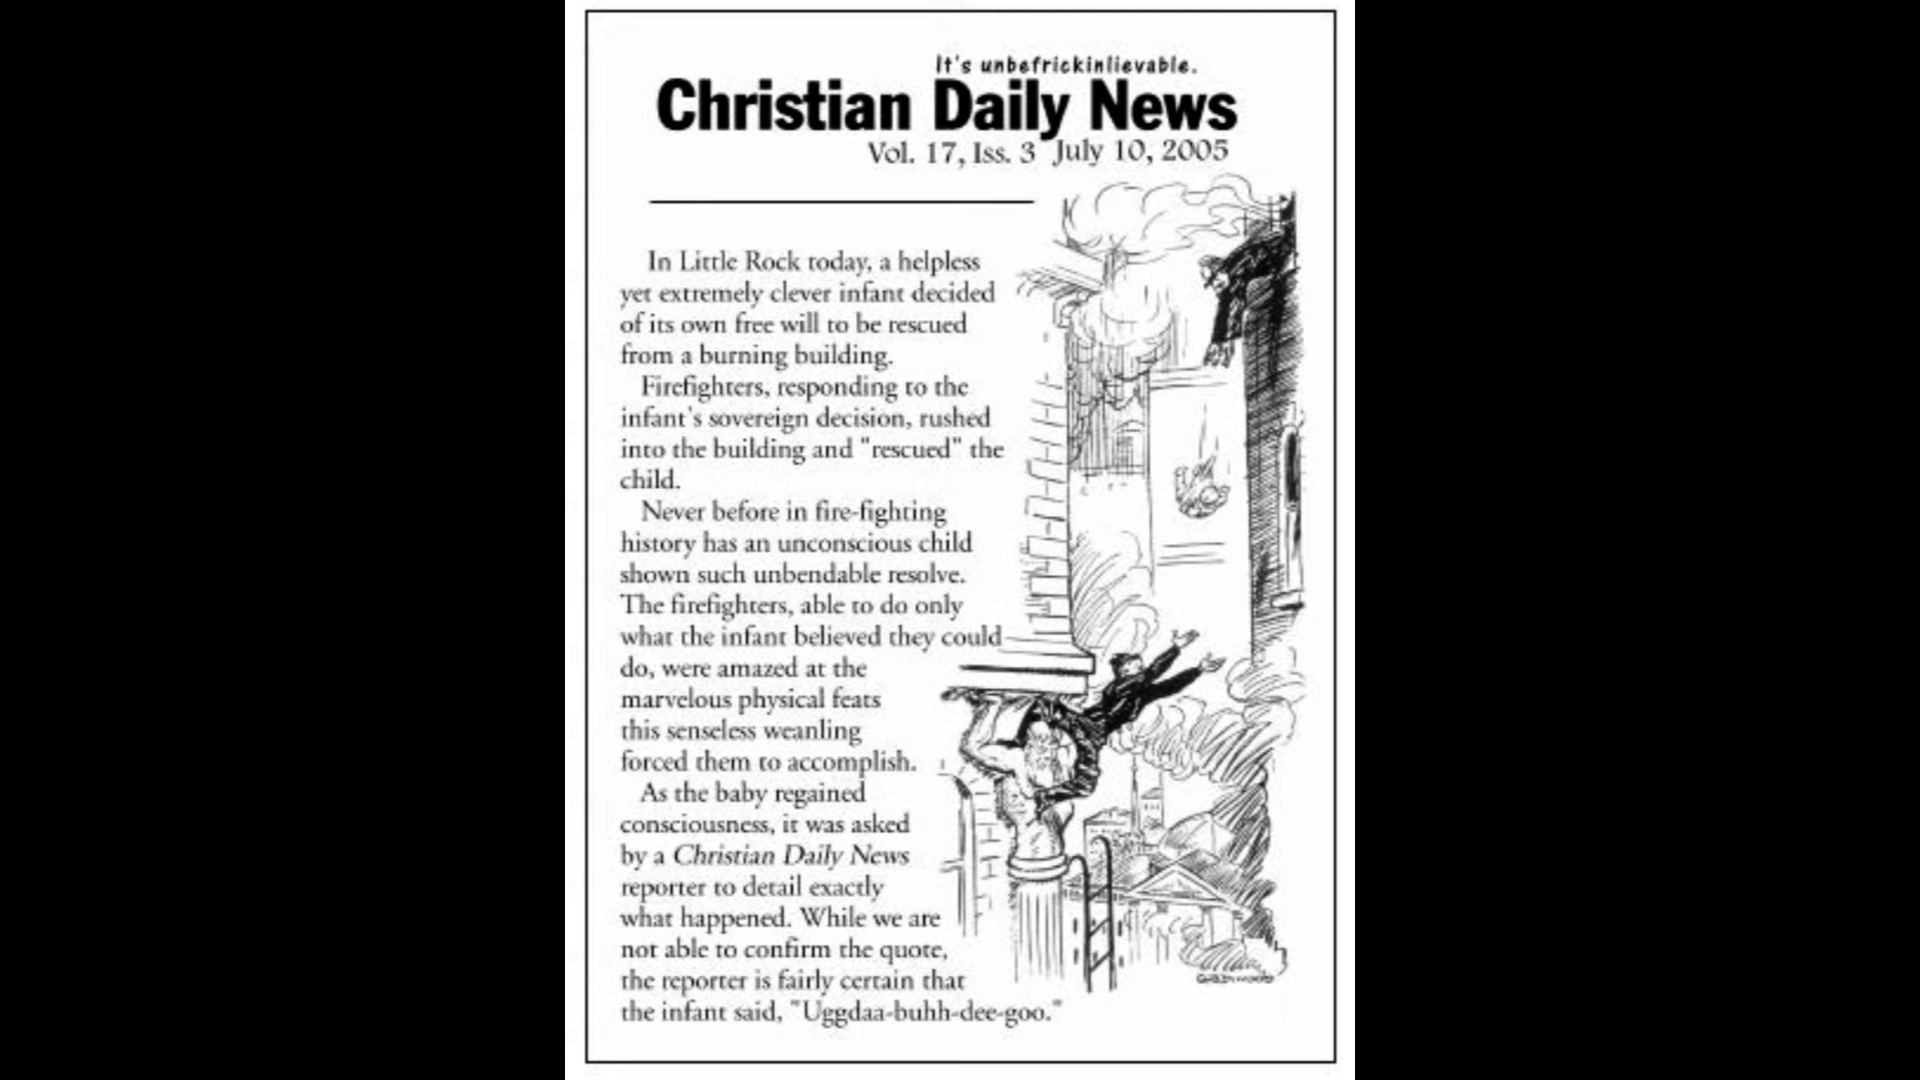 It's unbefrickinlievable.
Christian Daily News
Vol. 17, Iss. 3 July 10, 2005
In Little Rock today, a helpless
yet extremely clever infant decided
of its own free will to be rescued
from a burning building.
Firefighters, responding to the
infant's sovereign decision, rushed
into the building and "rescued" the
child.
Never before in fire-fighting
history has an unconscious child
shown such unbendable resolve.
The firefighters, able to do only
what the infant believed they could
do, were amazed at the
marvelous physical feats
this senseless weanling
forced them to accomplish.
As the baby regained
consciousness, it was asked
by a Christian Daily News
reporter to detail exactly
what happened. While we are
not able to confirm the quote,
the reporter is fairly certain that
the infant said, "Uggdaa-buhh-dee-goo."